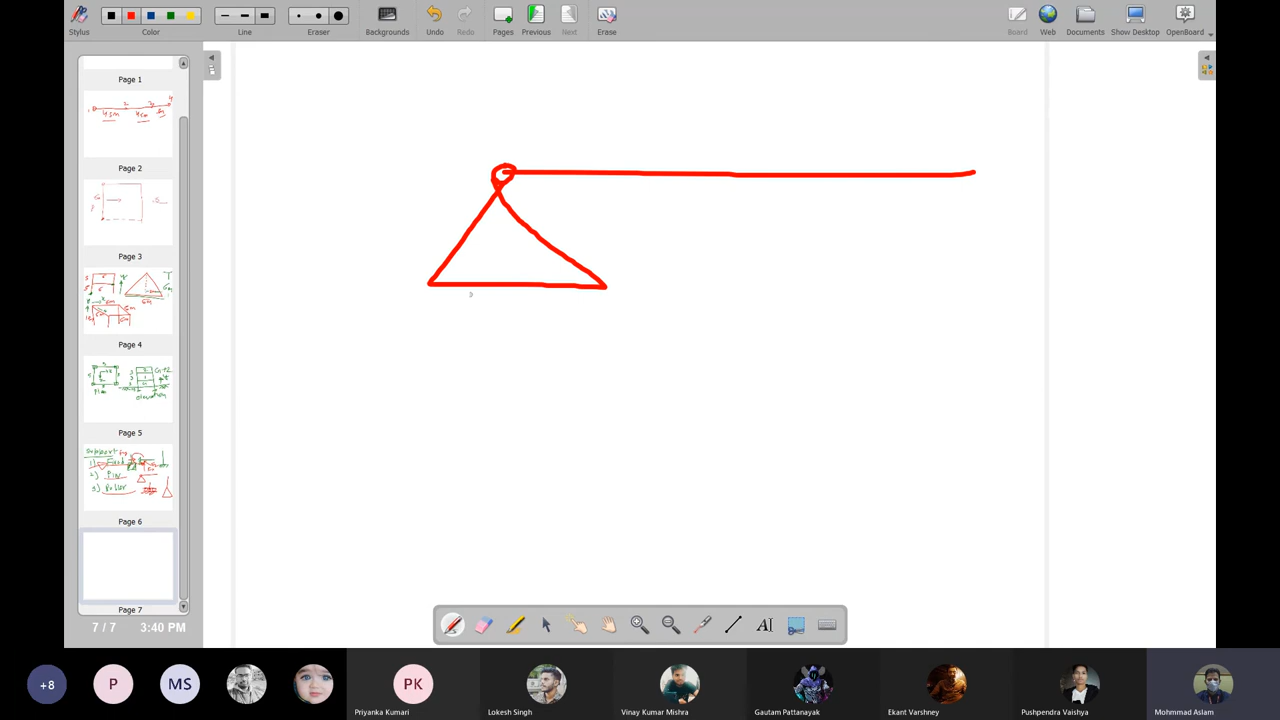 Stylus
Color
Line
Eraser
Backgrounds
Undo
Redo
Pages
Previous
Next
Erase
Board
Web
Documents
Show Desktop
OpenBoard
Page 1
Page 2
Page 3
Page 4
Page 5
Page 6
Page 7
7 / 7 3:40 PM
+8
P
MS
PK
Priyanka Kumari
Lokesh Singh
Vinay Kumar Mishra
Gautam Pattanayak
Ekant Varshney
Pushpendra Vaishya
Mohmmad Aslam